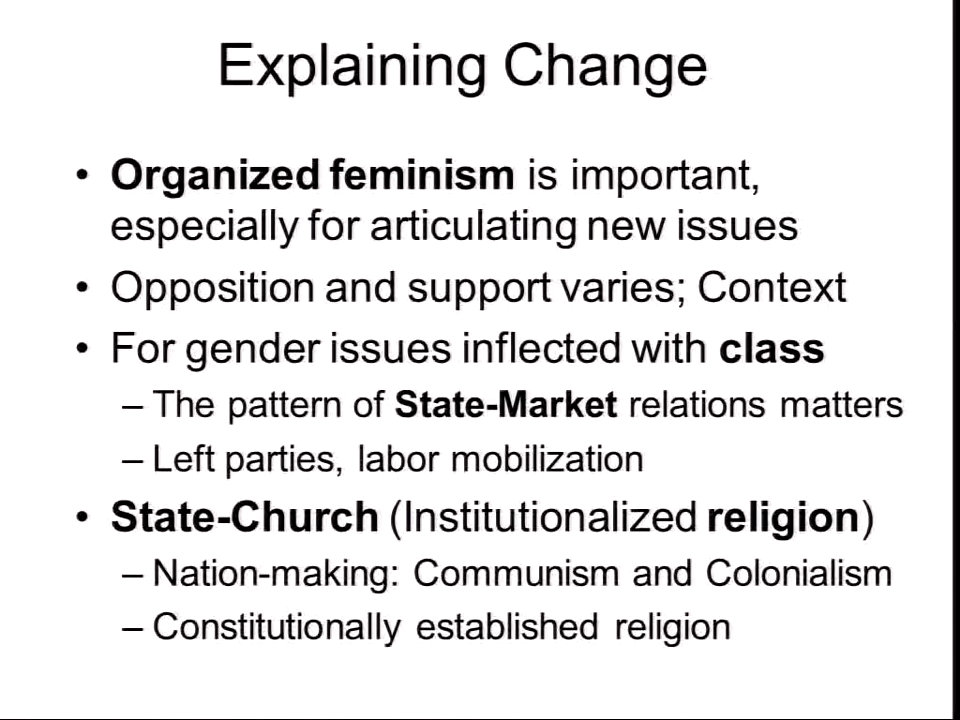 Explaining Change
• Organized feminism is important,
especially for articulating new issues
• Opposition and support varies; Context
• For gender issues inflected with class
– The pattern of State-Market relations matters
– Left parties, labor mobilization
• State-Church (Institutionalized religion)
– Nation-making: Communism and Colonialism
– Constitutionally established religion